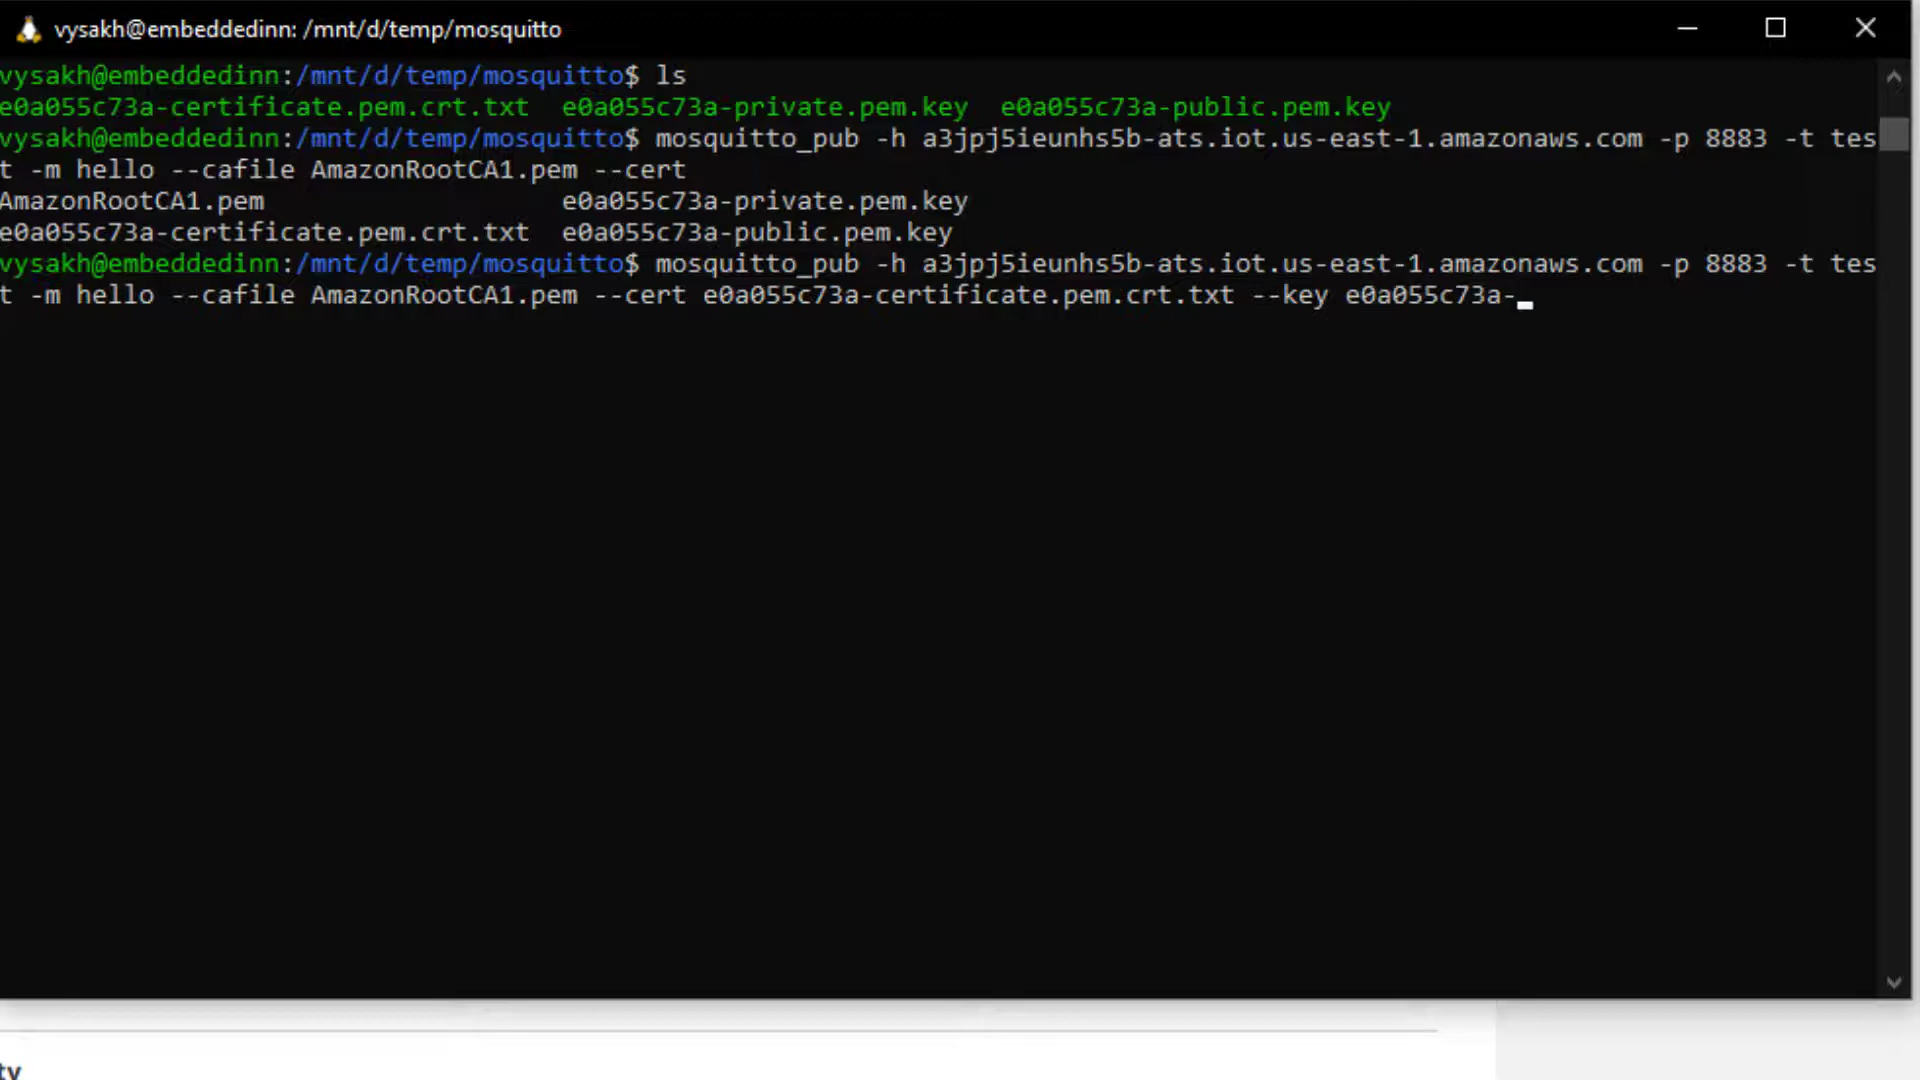 vysakh@embeddedinn: /mnt/d/temp/mosquitto
vysakh@embeddedinn:/mnt/d/temp/mosquitto$ ls
e0a055c73a-certificate.pem.crt.txt  e0a055c73a-private.pem.key  e0a055c73a-public.pem.key
vysakh@embeddedinn:/mnt/d/temp/mosquitto$ mosquitto_pub -h a3jpj5ieunhs5b-ats.iot.us-east-1.amazonaws.com -p 8883 -t tes
t -m hello --cafile AmazonRootCA1.pem --cert
AmazonRootCA1.pem                   e0a055c73a-private.pem.key
e0a055c73a-certificate.pem.crt.txt  e0a055c73a-public.pem.key
vysakh@embeddedinn:/mnt/d/temp/mosquitto$ mosquitto_pub -h a3jpj5ieunhs5b-ats.iot.us-east-1.amazonaws.com -p 8883 -t tes
t -m hello --cafile AmazonRootCA1.pem --cert e0a055c73a-certificate.pem.crt.txt --key e0a055c73a-
ty